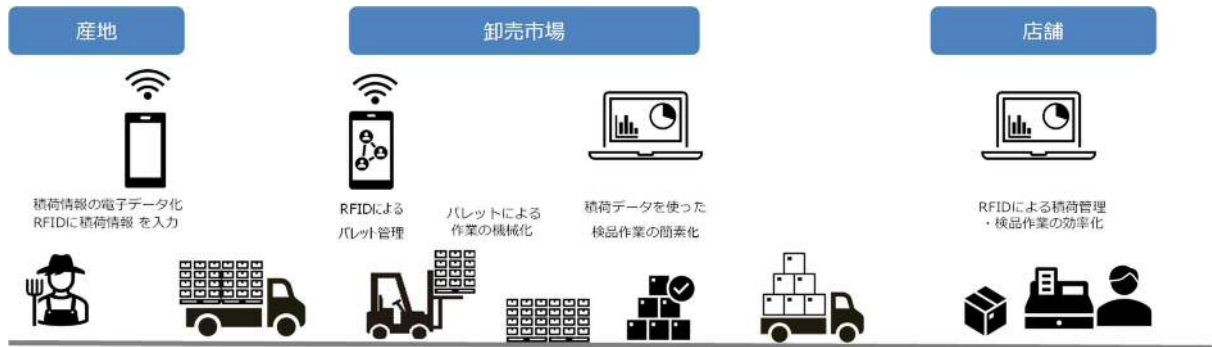 産地
卸売市場
店舗
積荷情報の電子データ化
RFIDに積荷情報 を入力
RFIDによる
パレット管理
パレットによる
作業の機械化
積荷データを使った
検品作業の簡素化
RFIDによる積荷管理
・検品作業の効率化